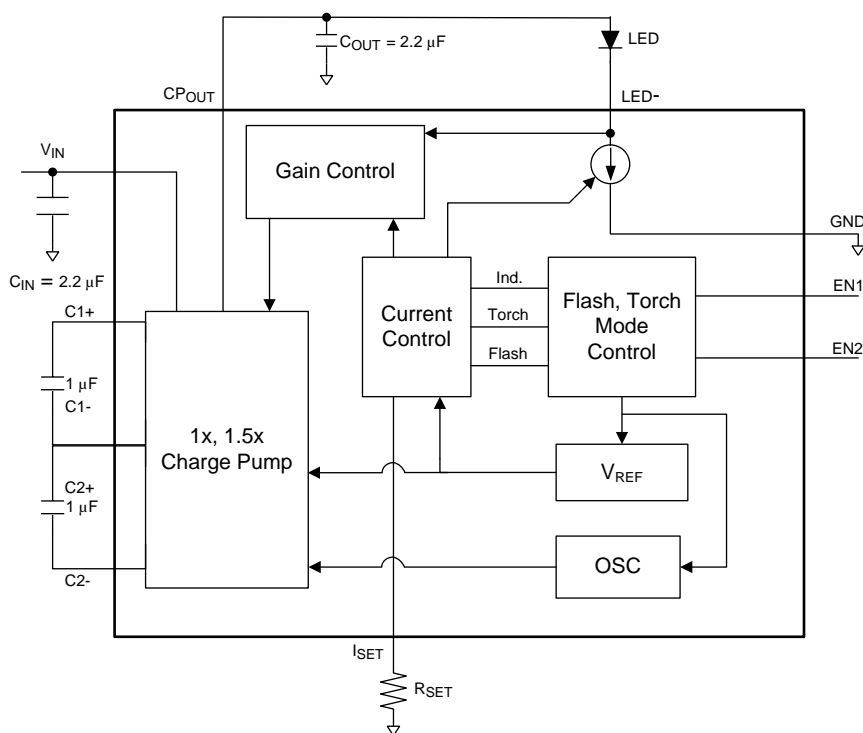 C_OUT = 2.2 µF
LED
CP_OUT
LED-
V_IN
Gain Control
GND
C_IN = 2.2 µF
Ind.
EN1
C1+
Current
Control
Torch
Flash, Torch
Mode
Control
Flash
EN2
1 µF
C1-
1x, 1.5x
Charge Pump
V_REF
C2+
1 µF
OSC
C2-
I_SET
R_SET